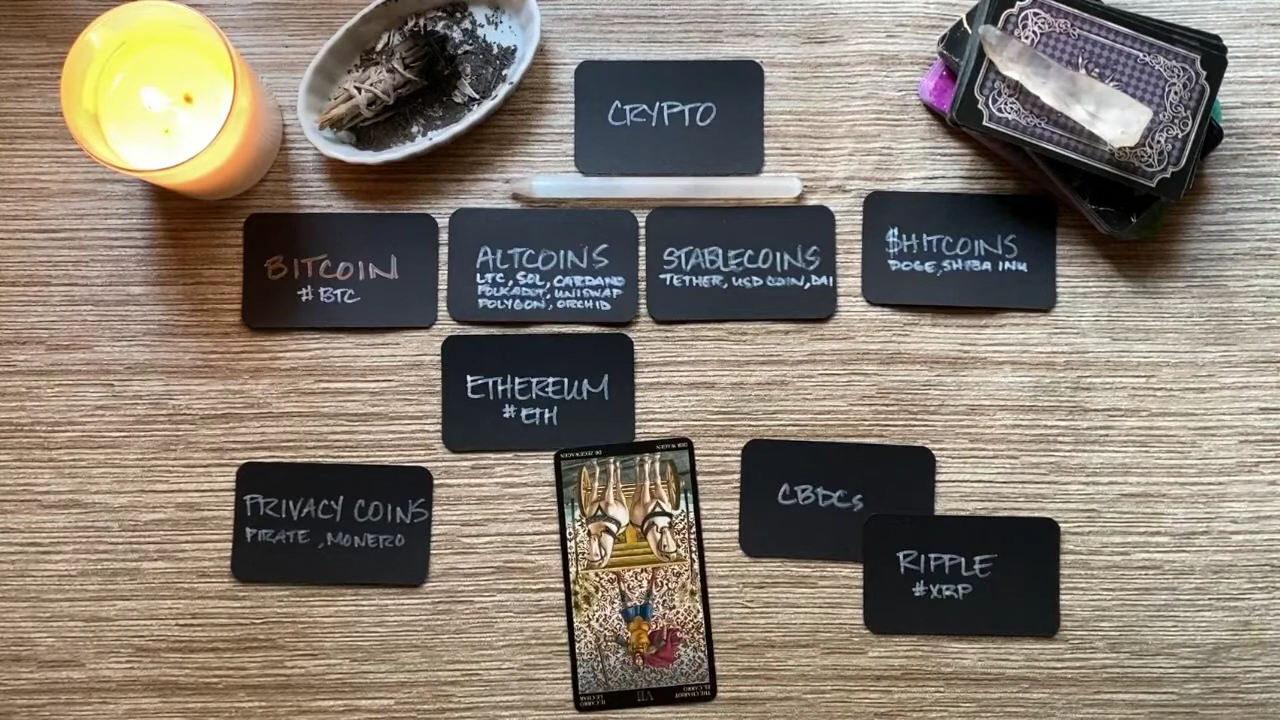 CRYPTO
BITCOIN
#BTC
ALTCOINS
LTC, SOL, CARDANO
POLKADOT, UNISWAP
POLYGON, ORCHID
STABLECOINS
TETHER, USD COIN, DAI
$HITCOINS
DOGE, SHIBA INU
ETHEREUM
#ETH
PRIVACY COINS
PIRATE, MONERO
CBDCs
RIPPLE
#XRP
DER WAGEN
DE ZEGEWAGEN
VII
THE CHARIOT
EL CARRO
IL CARRO
LE CHAR